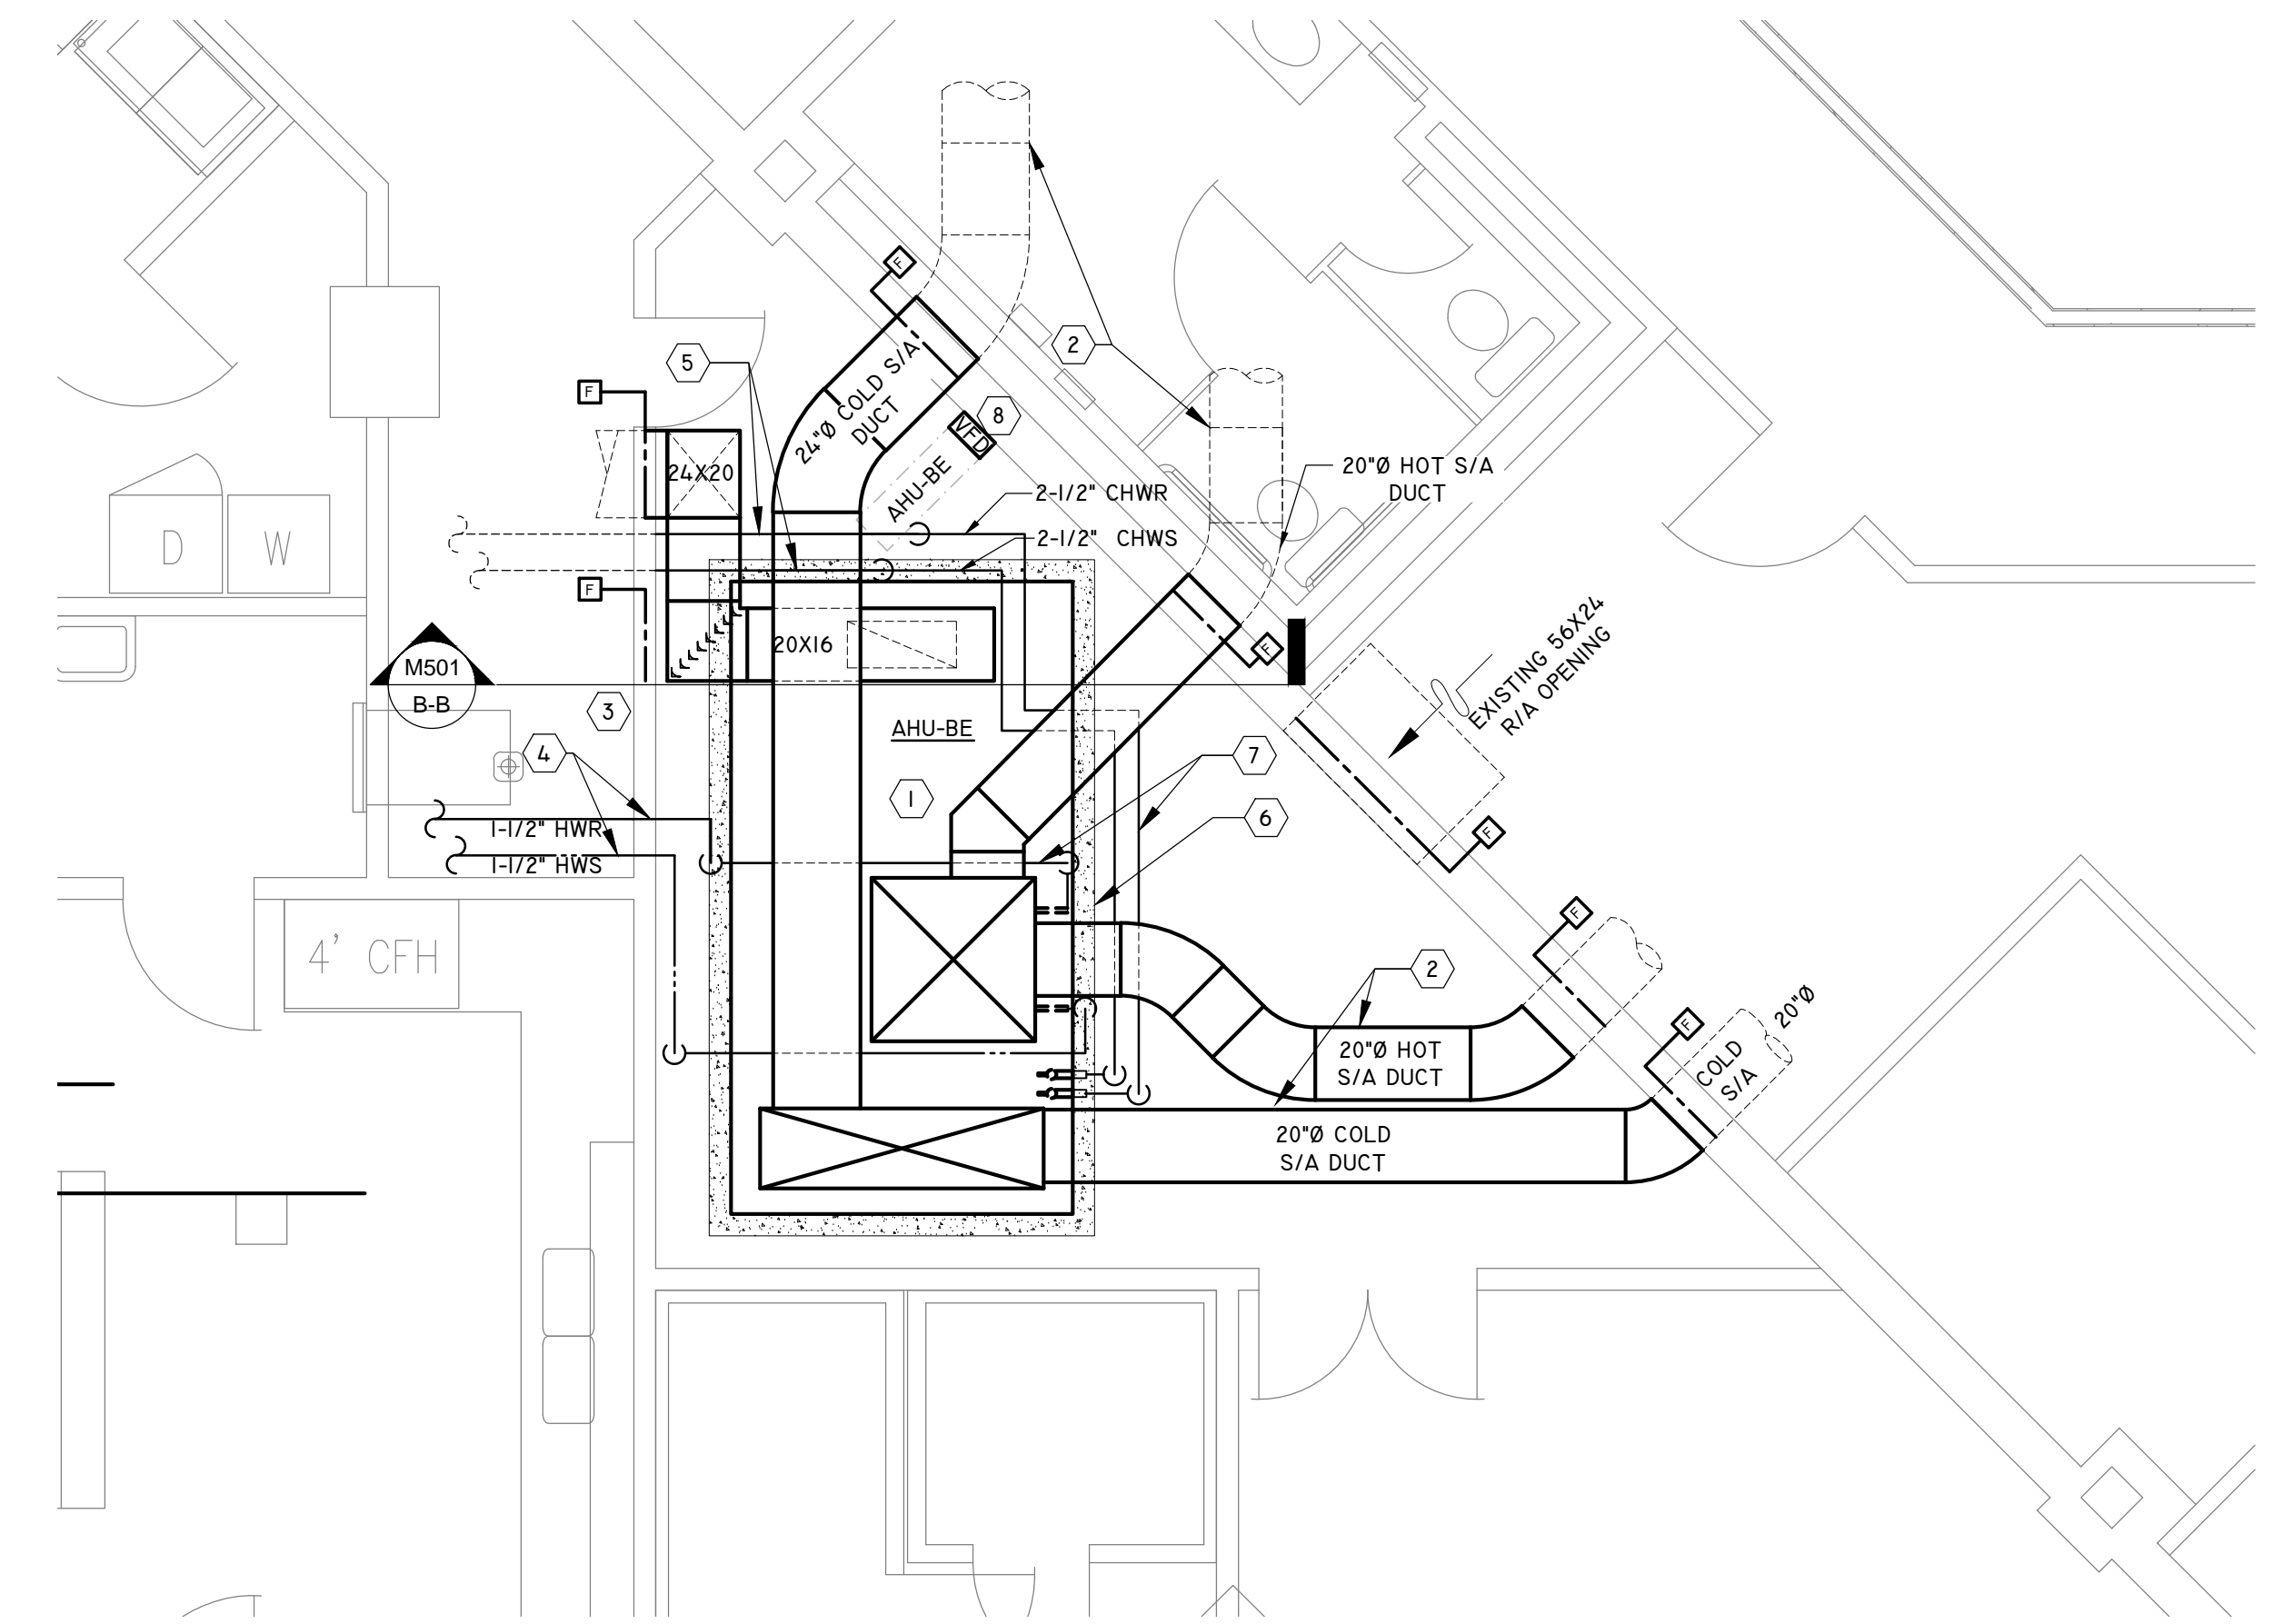 F
24"Ø COLD S/A
DUCT
2
5
F
8
VFD
24X20
AHU-BE
20"Ø HOT S/A
DUCT
2-1/2" CHWR
2-1/2" CHWS
D
W
F
20X16
F
EXISTING 56X24
R/A OPENING
M501
B-B
3
AHU-BE
4
7
1
6
1-1/2" HWR
1-1/2" HWS
F
4' CFH
F
2
F
20"Ø
COLD
S/A
20"Ø HOT
S/A DUCT
20"Ø COLD
S/A DUCT